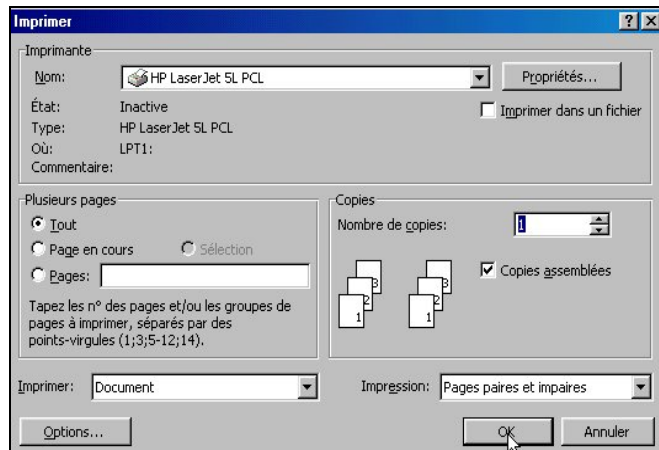 Imprimer
Imprimante
Nom: HP LaserJet 5L PCL Propriétés...
État: Inactive Imprimer dans un fichier
Type: HP LaserJet 5L PCL
Où: LPT1:
Commentaire:
Plusieurs pages
Tout
Page en cours Sélection
Pages:
Tapez les n° des pages et/ou les groupes de
pages à imprimer, séparés par des
points-virgules (1;3;5-12;14).
Copies
Nombre de copies: 1
Copies assemblées
3 3
2 2
1 1
Imprimer: Document Impression: Pages paires et impaires
Options... OK Annuler